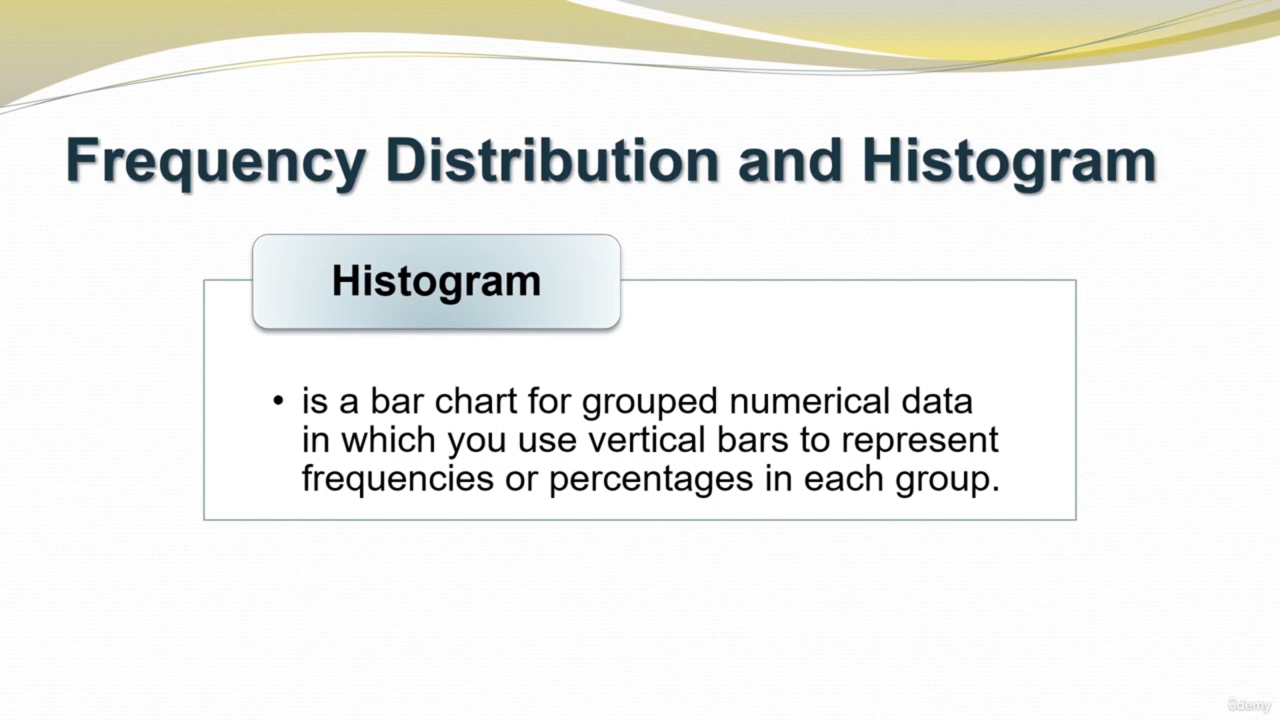 Frequency Distribution and Histogram
Histogram
• is a bar chart for grouped numerical data
in which you use vertical bars to represent
frequencies or percentages in each group.
ûdemy